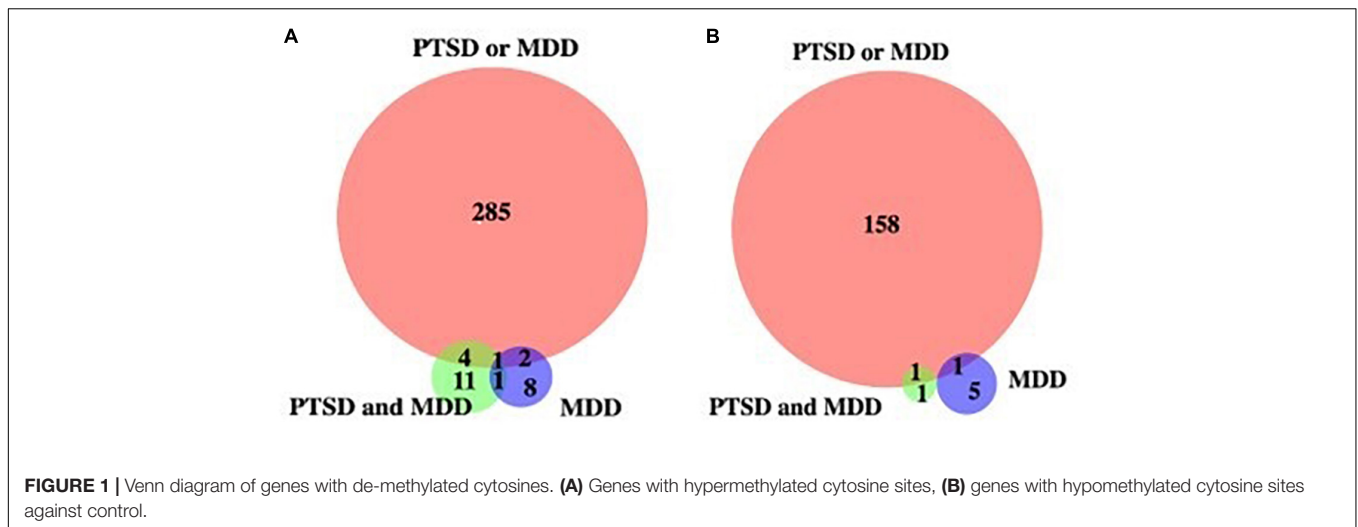 A
PTSD or MDD
285
4 1 2
11 1 8
PTSD and MDD
MDD
B
PTSD or MDD
158
1 1
1 5
MDD
PTSD and MDD
FIGURE 1 | Venn diagram of genes with de-methylated cytosines. (A) Genes with hypermethylated cytosine sites, (B) genes with hypomethylated cytosine sites
against control.